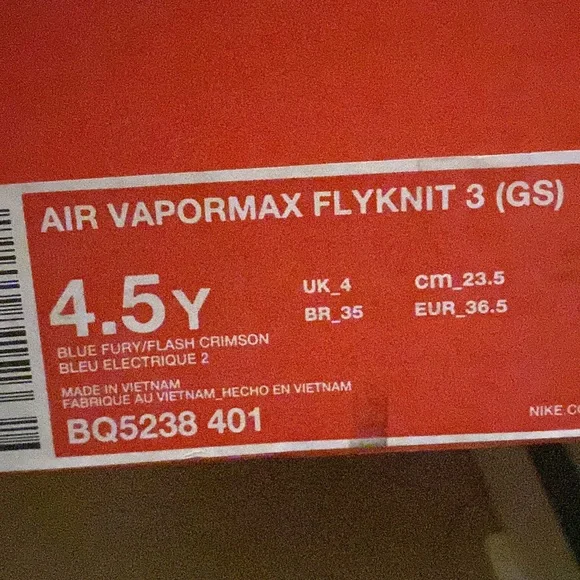 AIR VAPORMAX FLYKNIT 3 (GS)
4.5Y
UK_4
cm_23.5
BR_35
EUR_36.5
BLUE FURY/FLASH CRIMSON
BLEU ELECTRIQUE 2
MADE IN VIETNAM
FABRIQUE AU VIETNAM_HECHO EN VIETNAM
BQ5238 401
NIKE.CO